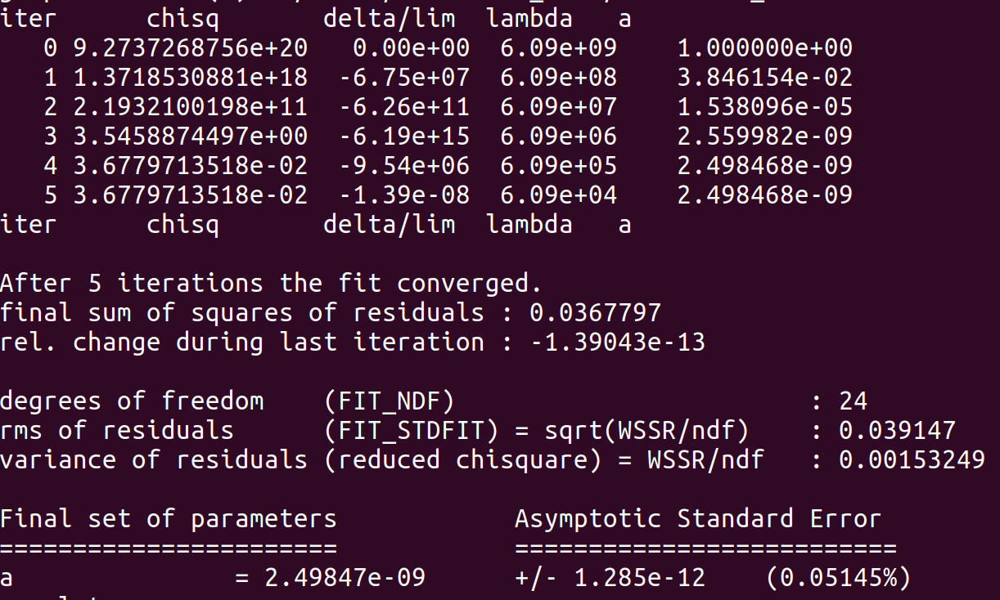 iter chisq delta/lim lambda a
0 9.2737268756e+20 0.00e+00 6.09e+09 1.000000e+00
1 1.3718530881e+18 -6.75e+07 6.09e+08 3.846154e-02
2 2.1932100198e+11 -6.26e+11 6.09e+07 1.538096e-05
3 3.5458874497e+00 -6.19e+15 6.09e+06 2.559982e-09
4 3.6779713518e-02 -9.54e+06 6.09e+05 2.498468e-09
5 3.6779713518e-02 -1.39e-08 6.09e+04 2.498468e-09
iter chisq delta/lim lambda a
After 5 iterations the fit converged.
final sum of squares of residuals : 0.0367797
rel. change during last iteration : -1.39043e-13
degrees of freedom (FIT_NDF) : 24
rms of residuals (FIT_STDFIT) = sqrt(WSSR/ndf) : 0.039147
variance of residuals (reduced chisquare) = WSSR/ndf : 0.00153249
Final set of parameters Asymptotic Standard Error
======================= ==========================
a = 2.49847e-09 +/- 1.285e-12 (0.05145%)